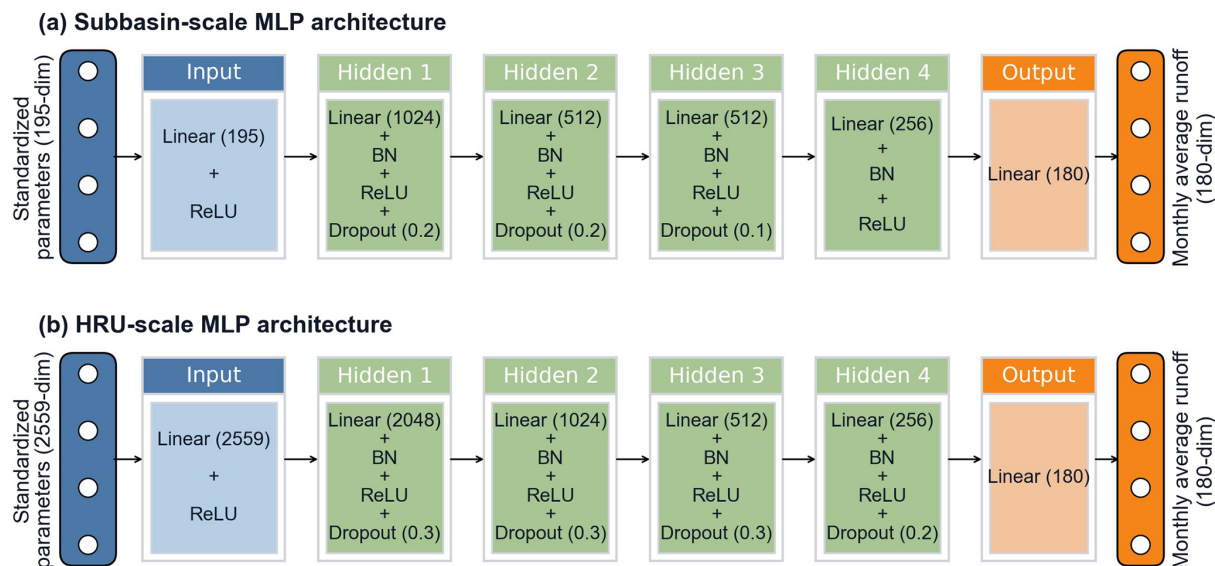 (a) Subbasin-scale MLP architecture
Standardized
parameters (195-dim)
Input
Linear (195)
+
ReLU
Hidden 1
Linear (1024)
+
BN
+
ReLU
+
Dropout (0.2)
Hidden 2
Linear (512)
+
BN
+
ReLU
+
Dropout (0.2)
Hidden 3
Linear (512)
+
BN
+
ReLU
+
Dropout (0.1)
Hidden 4
Linear (256)
+
BN
+
ReLU
Output
Linear (180)
Monthly average runoff
(180-dim)
(b) HRU-scale MLP architecture
Standardized
parameters (2559-dim)
Input
Linear (2559)
+
ReLU
Hidden 1
Linear (2048)
+
BN
+
ReLU
+
Dropout (0.3)
Hidden 2
Linear (1024)
+
BN
+
ReLU
+
Dropout (0.3)
Hidden 3
Linear (512)
+
BN
+
ReLU
+
Dropout (0.3)
Hidden 4
Linear (256)
+
BN
+
ReLU
+
Dropout (0.2)
Output
Linear (180)
Monthly average runoff
(180-dim)